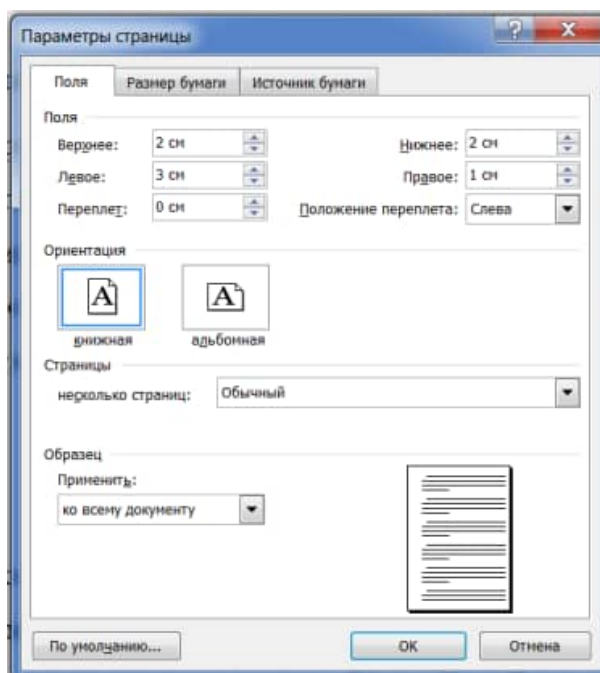 Параметры страницы
Поля Размер бумаги Источник бумаги
Поля
Верхнее: 2 см Нижнее: 2 см
Левое: 3 см Правое: 1 см
Переплет: 0 см Положение переплета: Слева
Ориентация
A A
книжная альбомная
Страницы
несколько страниц: Обычный
Образец
Применить:
ко всему документу
По умолчанию... ОК Отмена